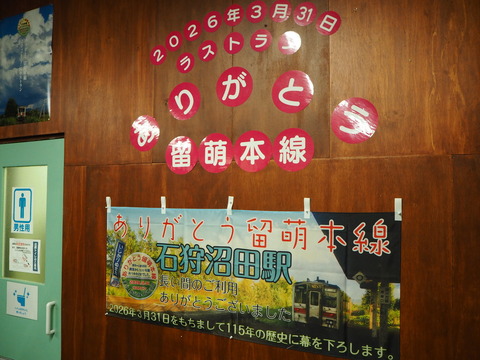 2026年3月31日
ラストラン
ありがとう
留萌本線
男性用
ありがとう留萌本線
石狩沼田駅
長い間のご利用
ありがとうございました
2026年3月31日をもちまして115年の歴史に幕を下ろします。